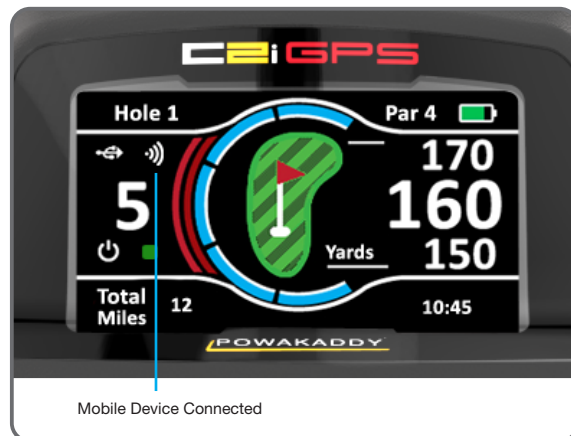 C2i GPS
Hole 1
Par 4
170
5
160
Yards
150
Total
Miles
12
10:45
POWAKADDY
Mobile Device Connected